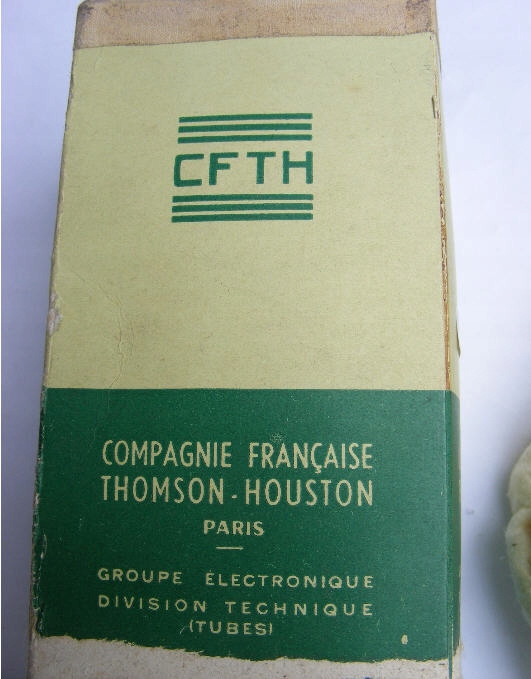 CFTH
COMPAGNIE FRANÇAISE
THOMSON-HOUSTON
PARIS
GROUPE ÉLECTRONIQUE
DIVISION TECHNIQUE
(TUBES)